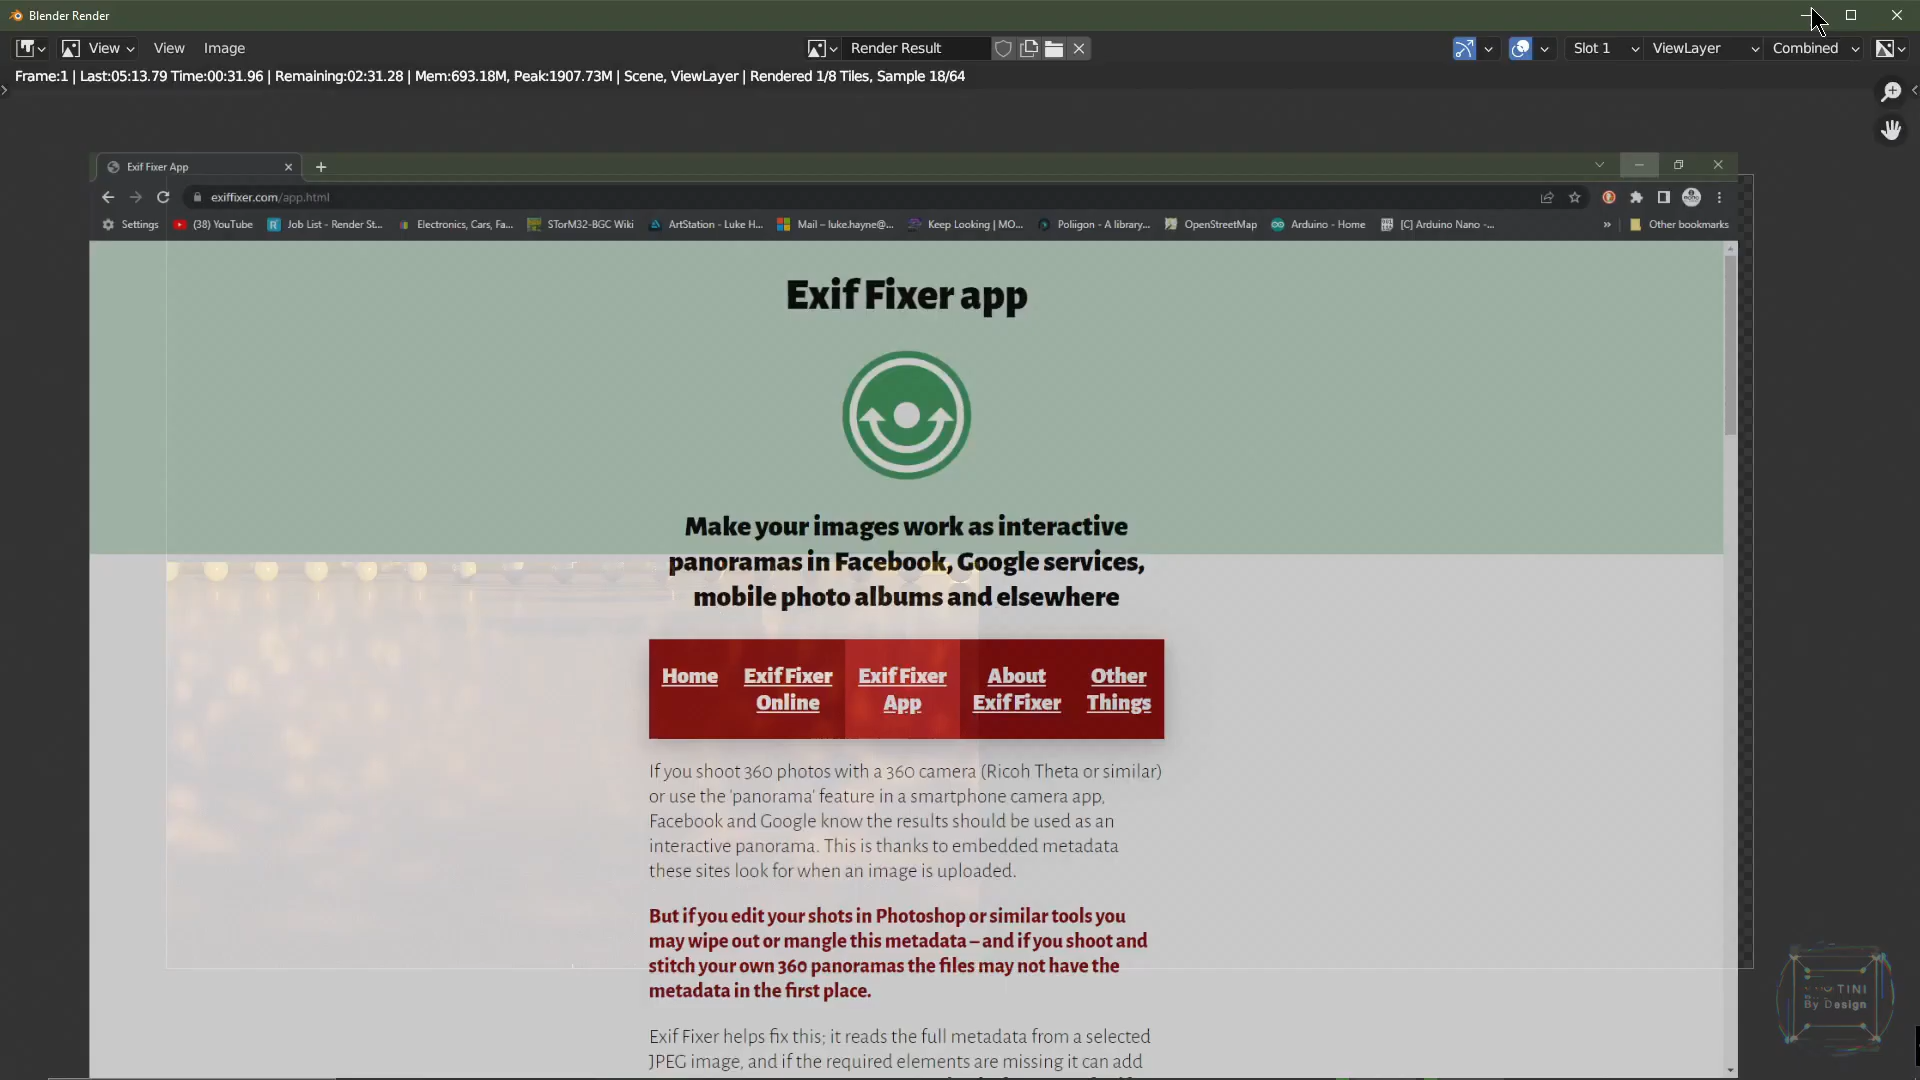 Blender Render
View
View
Image
Render Result
Slot 1
ViewLayer
Combined
Frame:1 | Last:05:13.79 Time:00:31.96 | Remaining:02:31.28 | Mem:693.18M, Peak:1907.73M | Scene, ViewLayer | Rendered 1/8 Tiles, Sample 18/64
Exif Fixer App
exiffixer.com/app.html
Settings
(38) YouTube
Job List - Render St...
Electronics, Cars, Fa...
STorM32-BGC Wiki
ArtStation - Luke H...
Mail – luke.hayne@...
Keep Looking | MO...
Poliigon - A library...
OpenStreetMap
Arduino - Home
[C] Arduino Nano -...
»
Other bookmarks
Exif Fixer app
Make your images work as interactive
panoramas in Facebook, Google services,
mobile photo albums and elsewhere
Home
Exif Fixer
Online
Exif Fixer
App
About
Exif Fixer
Other
Things
If you shoot 360 photos with a 360 camera (Ricoh Theta or similar)
or use the 'panorama' feature in a smartphone camera app,
Facebook and Google know the results should be used as an
interactive panorama. This is thanks to embedded metadata
these sites look for when an image is uploaded.
But if you edit your shots in Photoshop or similar tools you
may wipe out or mangle this metadata – and if you shoot and
stitch your own 360 panoramas the files may not have the
metadata in the first place.
Exif Fixer helps fix this; it reads the full metadata from a selected
JPEG image, and if the required elements are missing it can add
By Design